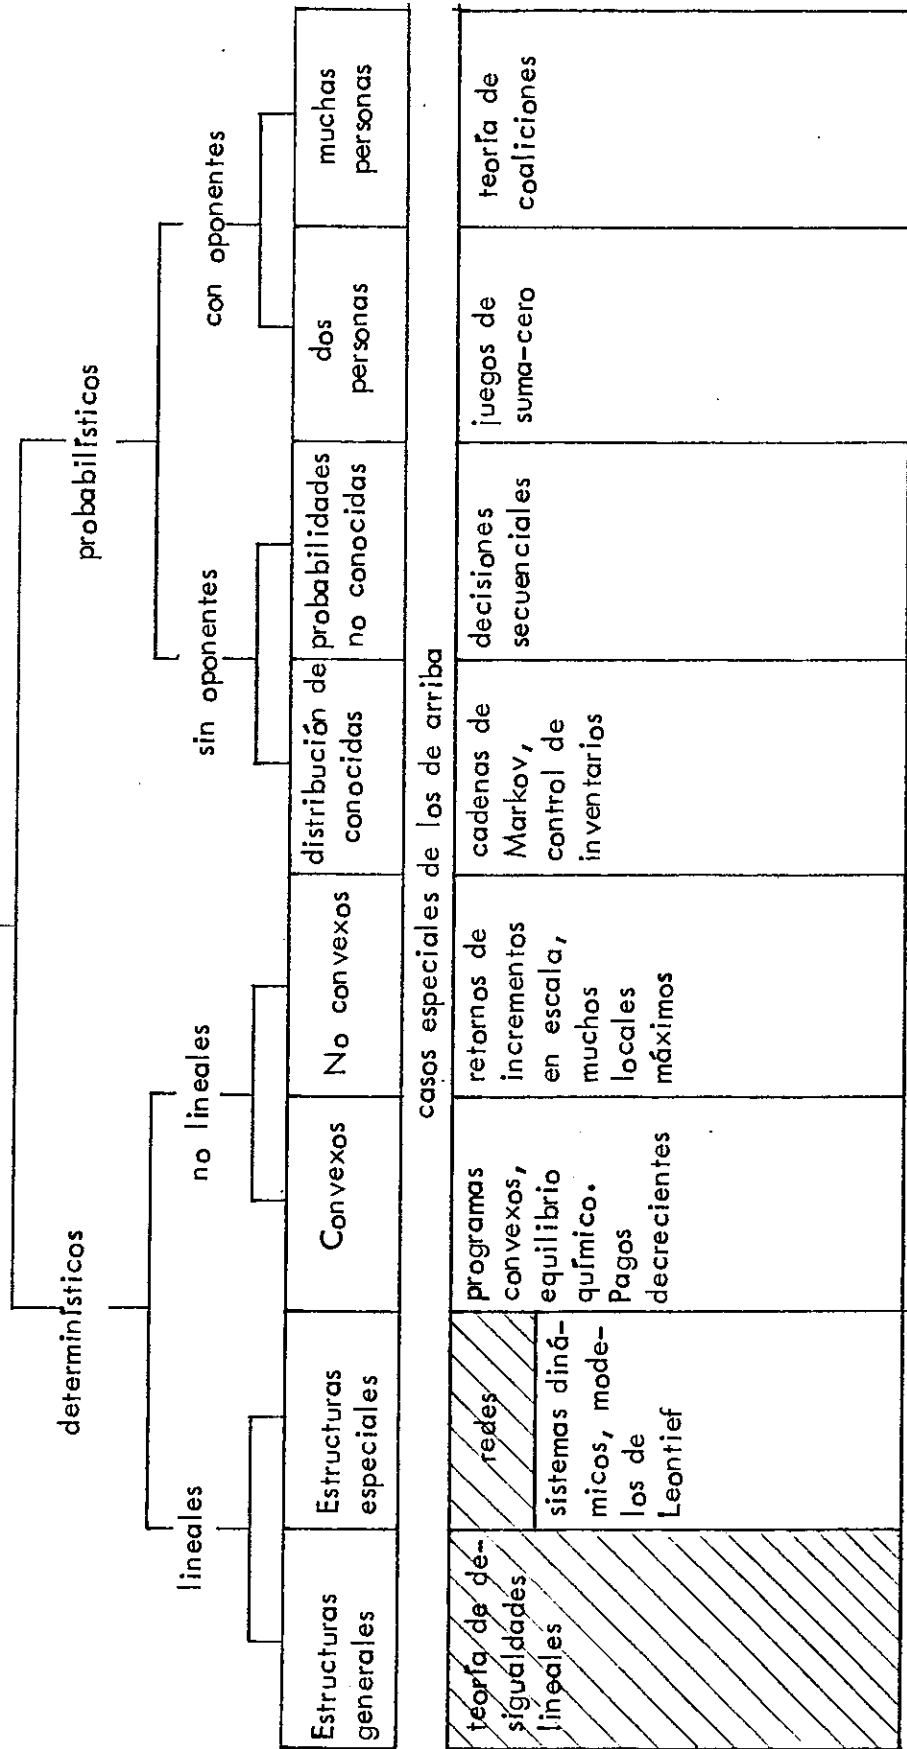 determinísticos
probabilísticos
lineales
no lineales
sin oponentes
con oponentes
Estructuras
generales
Estructuras
especiales
Convexos
No convexos
distribución de
conocidas
probabilidades
no conocidas
dos
personas
muchas
personas
casos especiales de los de arriba
teoría de de-
sigualdades
lineales
redes
sistemas diná-
micos, mode-
los de
Leontief
programas
convexos,
equilibrio
químico.
Pagos
decrecientes
retornos de
incrementos
en escala,
muchos
locales
máximos
cadenas de
Markov,
control de
inventarios
decisiones
secuenciales
juegos de
suma-cero
teoría de
coaliciones